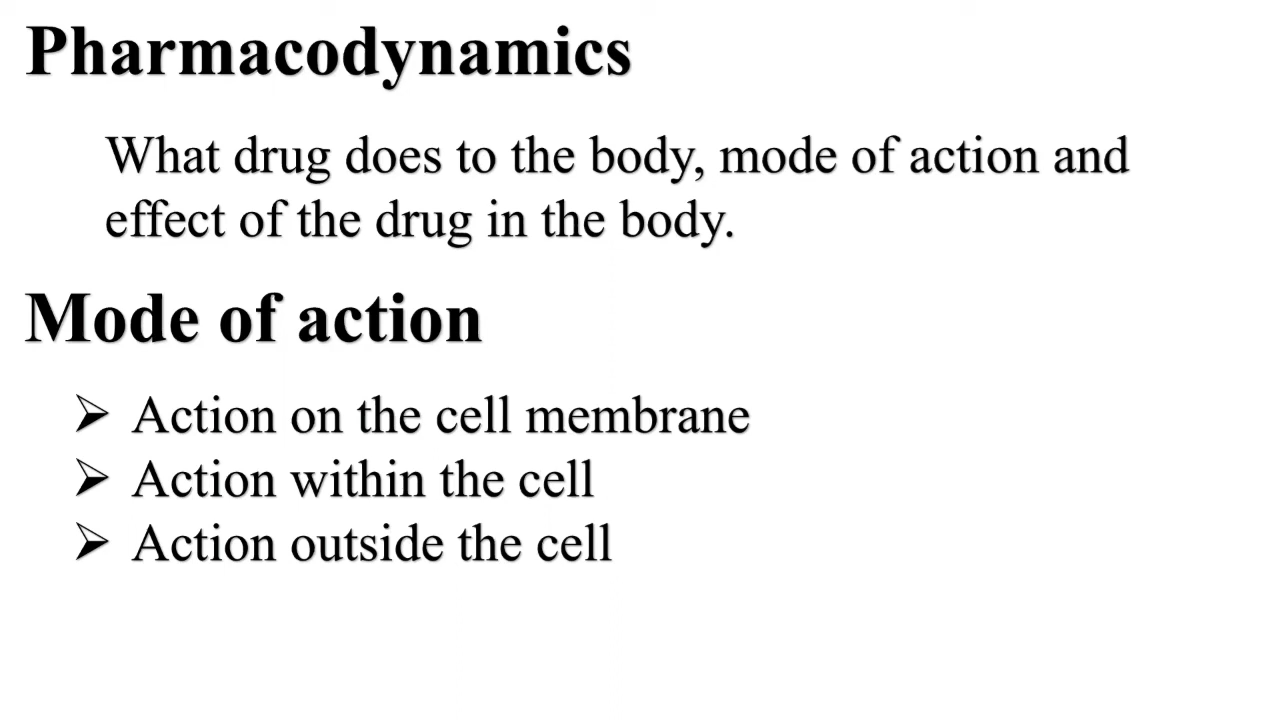 Pharmacodynamics
What drug does to the body, mode of action and
effect of the drug in the body.
Mode of action
➢ Action on the cell membrane
➢ Action within the cell
➢ Action outside the cell